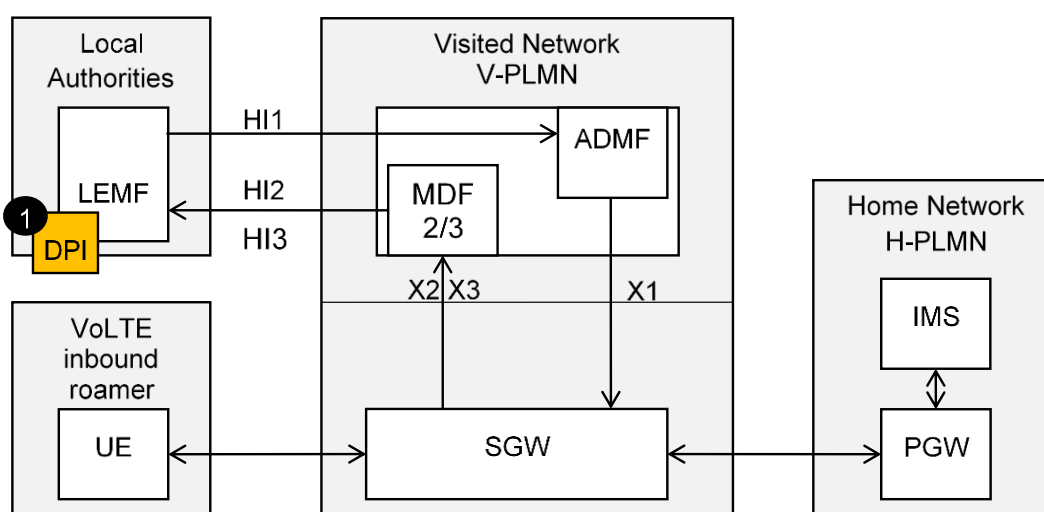 Local
Authorities
LEMF
1
DPI
HI1
HI2
HI3
Visited Network
V-PLMN
ADMF
MDF
2/3
X2 X3
X1
Home Network
H-PLMN
IMS
PGW
VoLTE
inbound
roamer
UE
SGW